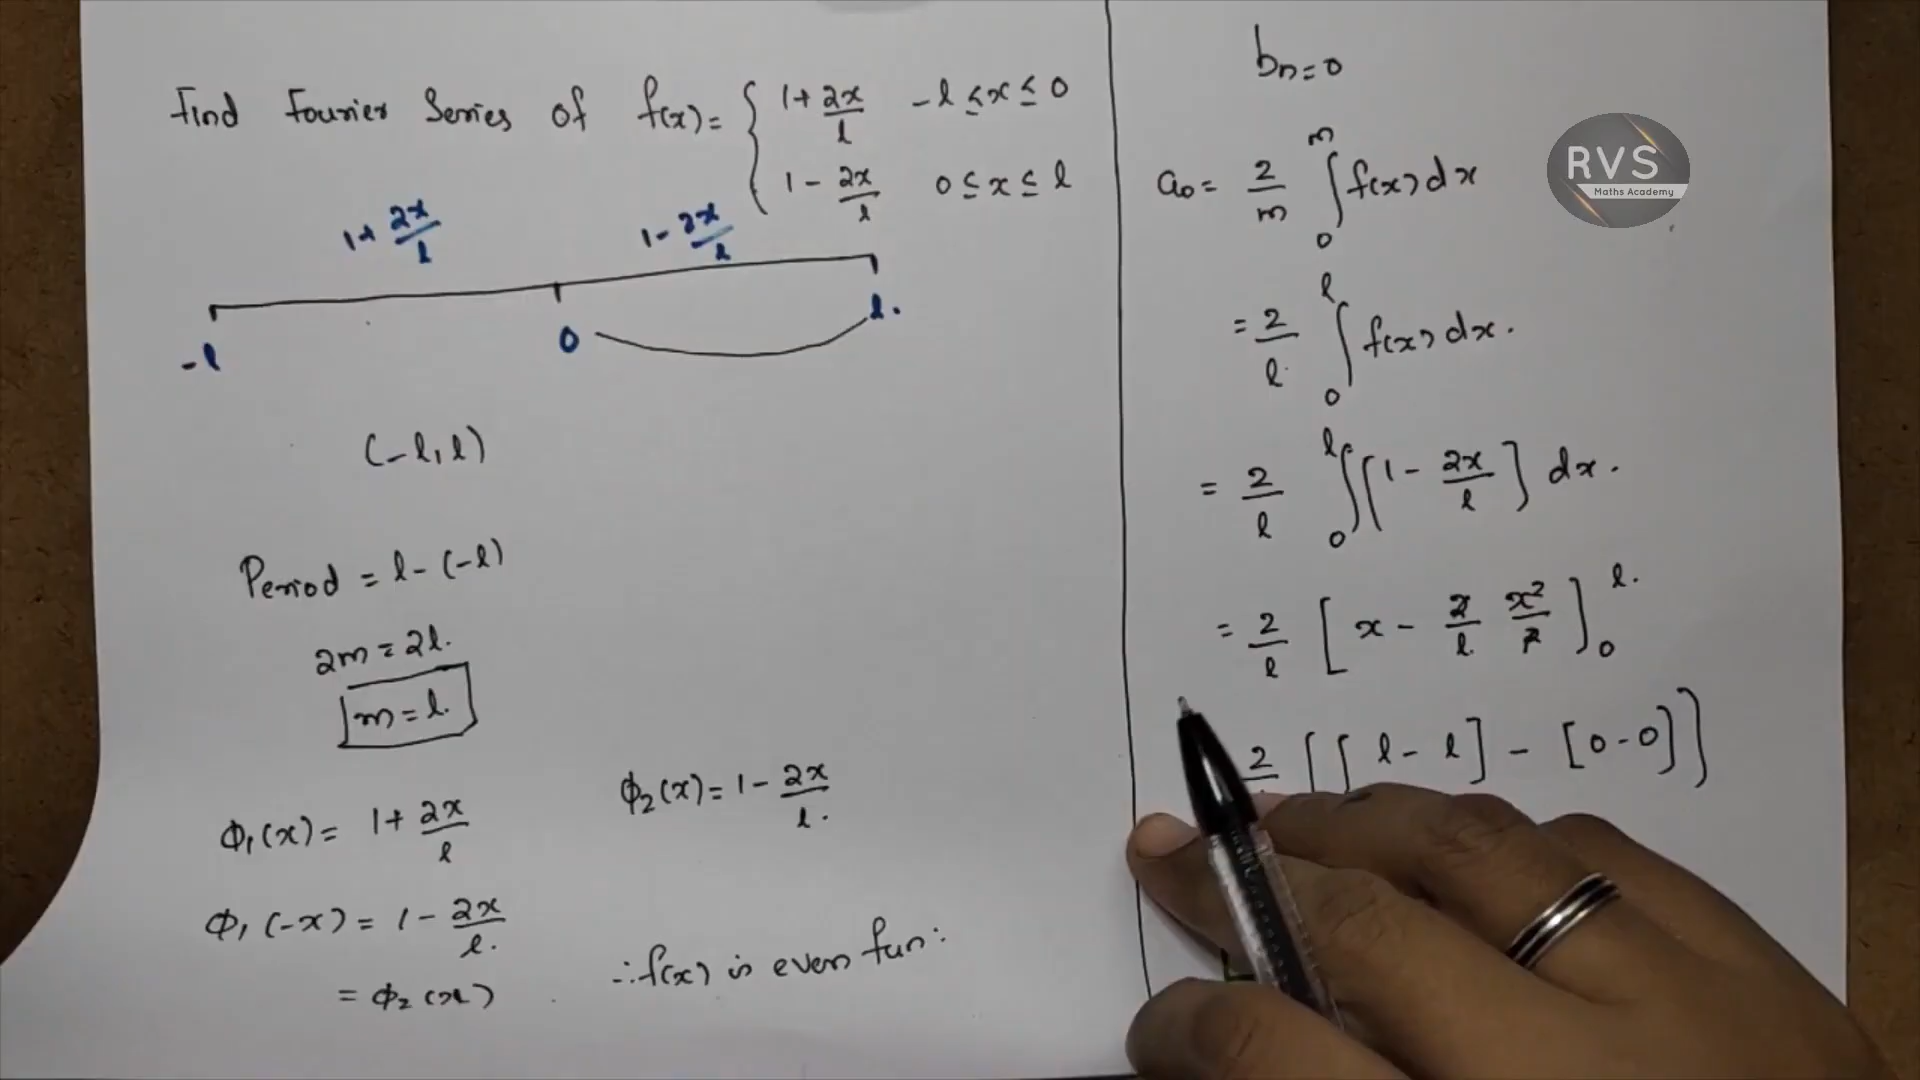 Find Fourier Series of f(x) = { 1 + 2x/l   -l ≤ x ≤ 0
1 - 2x/l   0 ≤ x ≤ l
1 + 2x/l   1 - 2x/l
-l   0   l.
(-l, l)
Period = l - (-l)
2m = 2l.
m = l.
Φ₁(x) = 1 + 2x/l   Φ₂(x) = 1 - 2x/l.
Φ₁(-x) = 1 - 2x/l.
= Φ₂(x)   ∴ f(x) is even fun:
bn = 0
a₀ = 2/m ∫₀^m f(x) dx
= 2/l ∫₀^l f(x) dx.
= 2/l ∫₀^l [1 - 2x/l] dx.
= 2/l [x - 2/l x²/2]₀^l.
2 [[l - l] - [0 - 0]]
RVS
Maths Academy